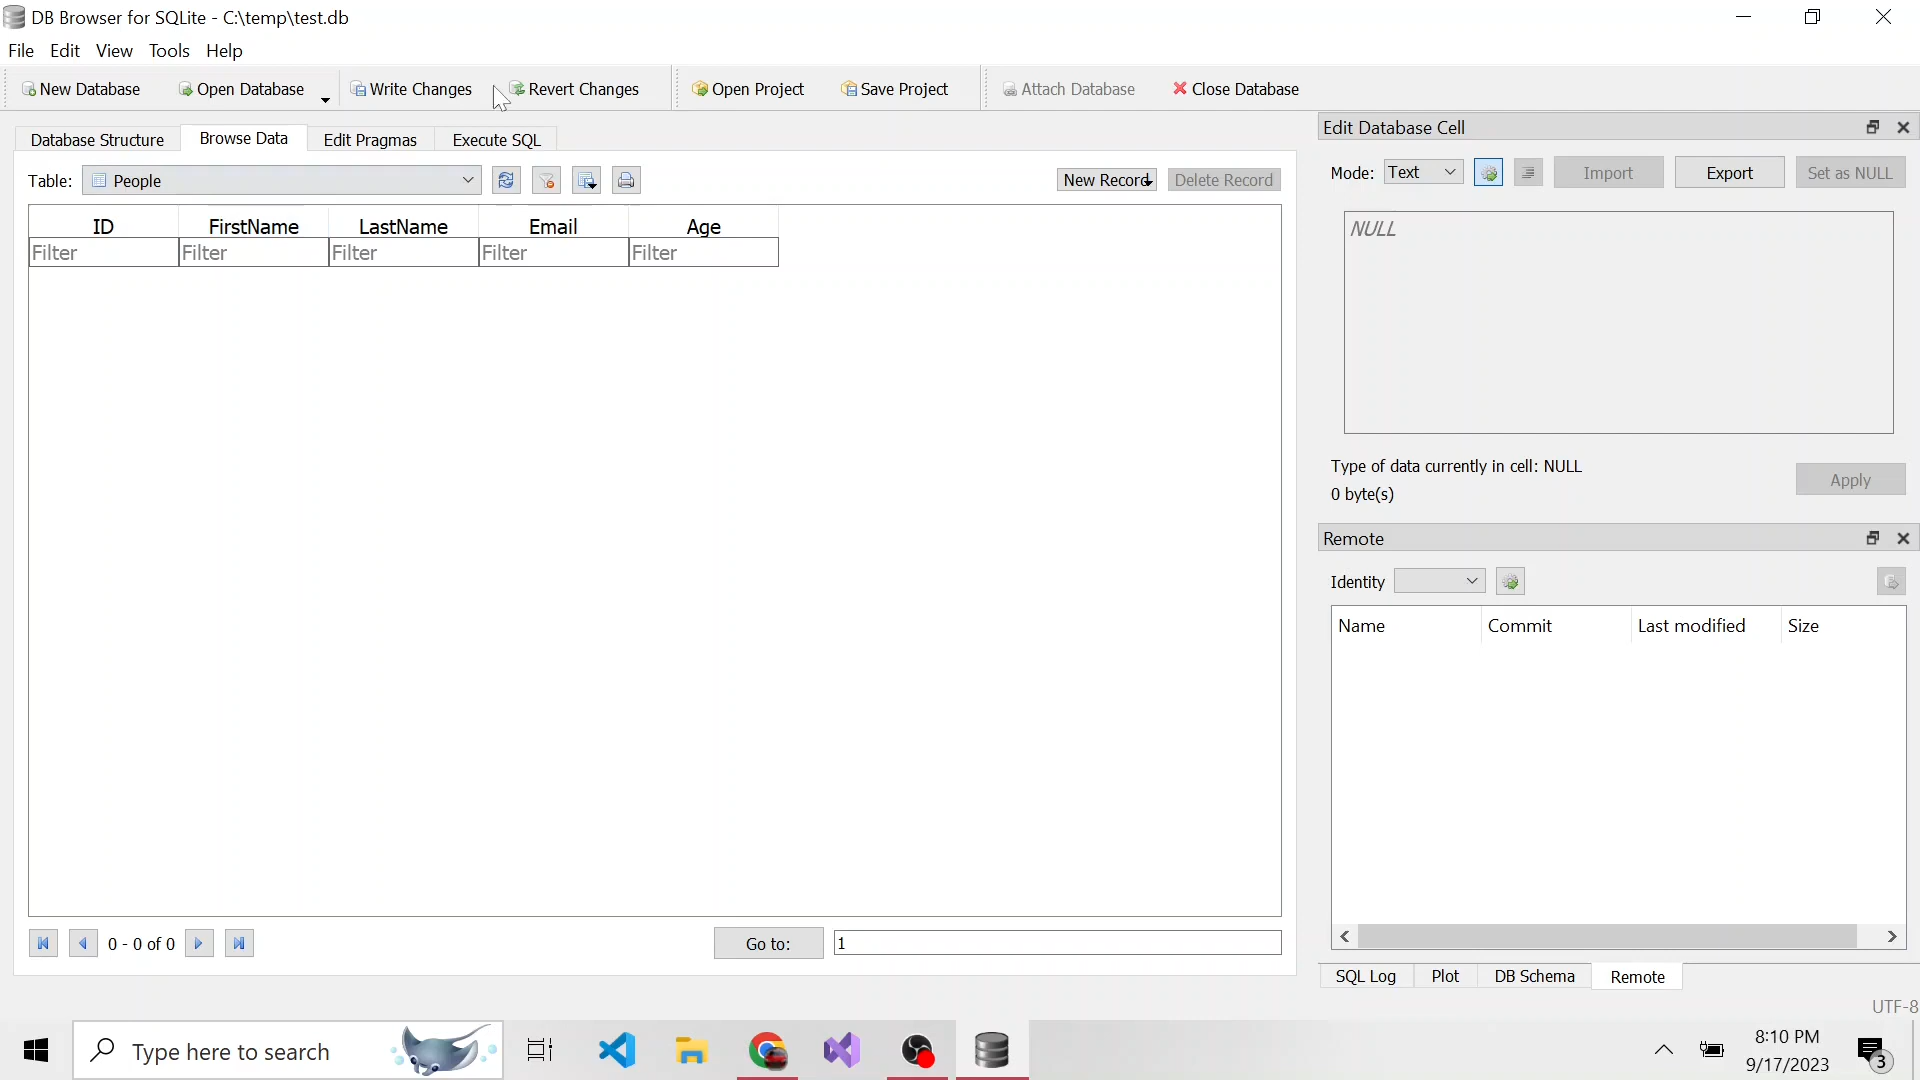 DB Browser for SQLite - C:\temp\test.db
File Edit View Tools Help
New Database Open Database Write Changes Revert Changes Open Project Save Project Attach Database Close Database
Database Structure Browse Data Edit Pragmas Execute SQL
Table: People New Record Delete Record
ID FirstName LastName Email Age
Filter Filter Filter Filter Filter
0 - 0 of 0 Go to: 1
Edit Database Cell
Mode: Text Import Export Set as NULL
NULL
Type of data currently in cell: NULL
0 byte(s)
Apply
Remote
Identity
Name Commit Last modified Size
SQL Log Plot DB Schema Remote
UTF-8
Type here to search
8:10 PM
9/17/2023
3